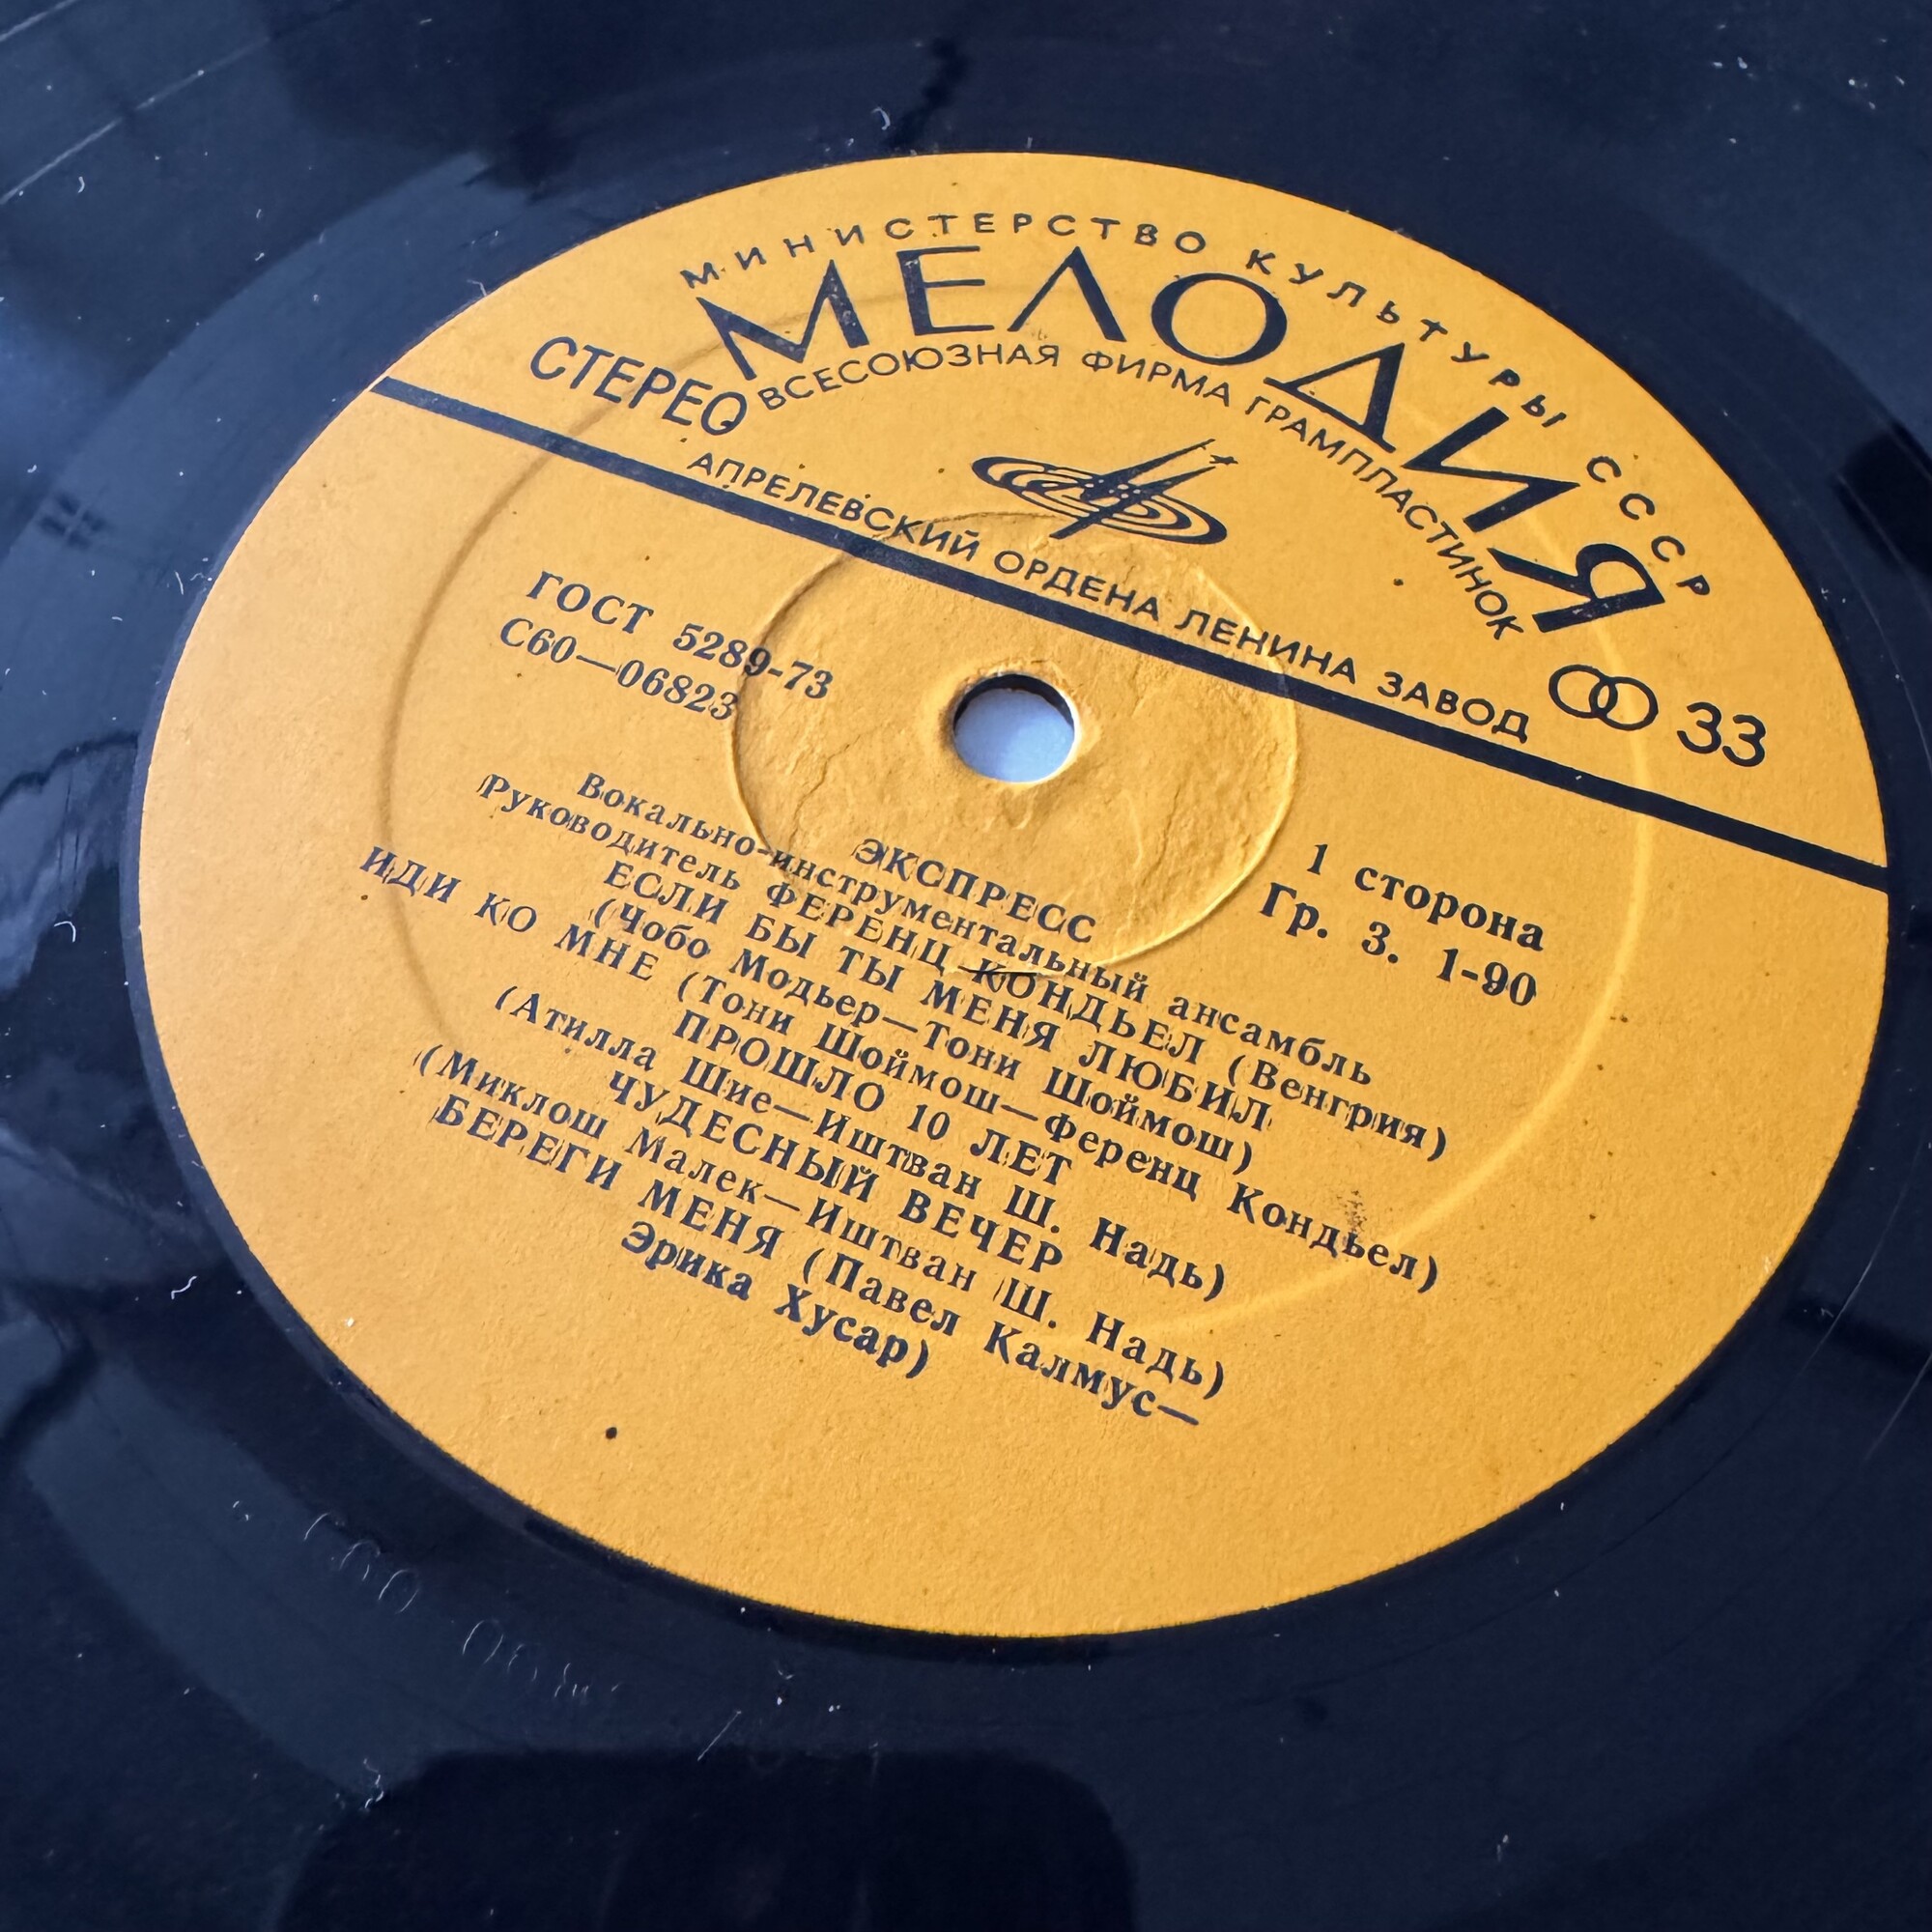 МИНИСТЕРСТВО КУЛЬТУРЫ СССР
МЕЛОДИЯ
ВСЕСОЮЗНАЯ ФИРМА ГРАМПЛАСТИНОК
СТЕРЕО
33
АПРЕЛЕВСКИЙ ОРДЕНА ЛЕНИНА ЗАВОД
ГОСТ 5289-73
С60—06823
1 сторона
Гр. 3. 1-90
ЭКСПРЕСС
Вокально-инструментальный ансамбль
Руководитель ФЕРЕНЦ КОНДЬЕЛ (Венгрия)
ЕСЛИ БЫ ТЫ МЕНЯ ЛЮБИЛ
(Чобо Модьер—Тони Шоймош)
ИДИ КО МНЕ (Тони Шоймош—Ференц Кондьел)
ПРОШЛО 10 ЛЕТ
(Атилла Шие—Иштван Ш. Надь)
ЧУДЕСНЫЙ ВЕЧЕР
(Миклош Малек—Иштван Ш. Надь)
БЕРЕГИ МЕНЯ (Павел Калмус—
Эрика Хусар)